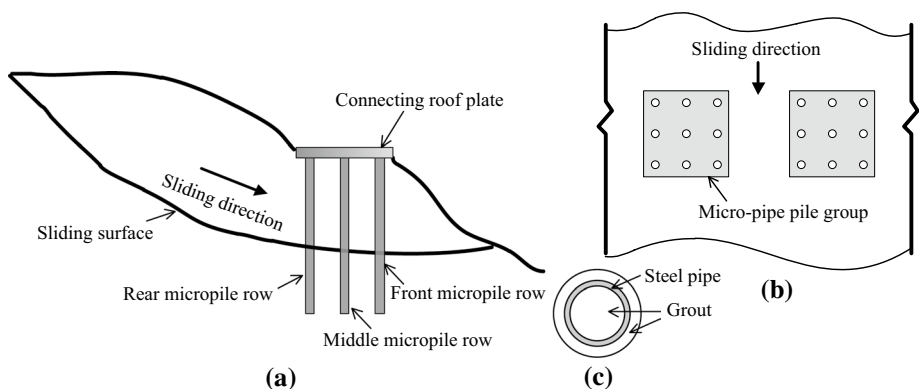 Connecting roof plate
Sliding direction
Sliding surface
Rear micropile row
Front micropile row
Middle micropile row
(a)
Sliding direction
Micro-pipe pile group
(b)
Steel pipe
Grout
(c)